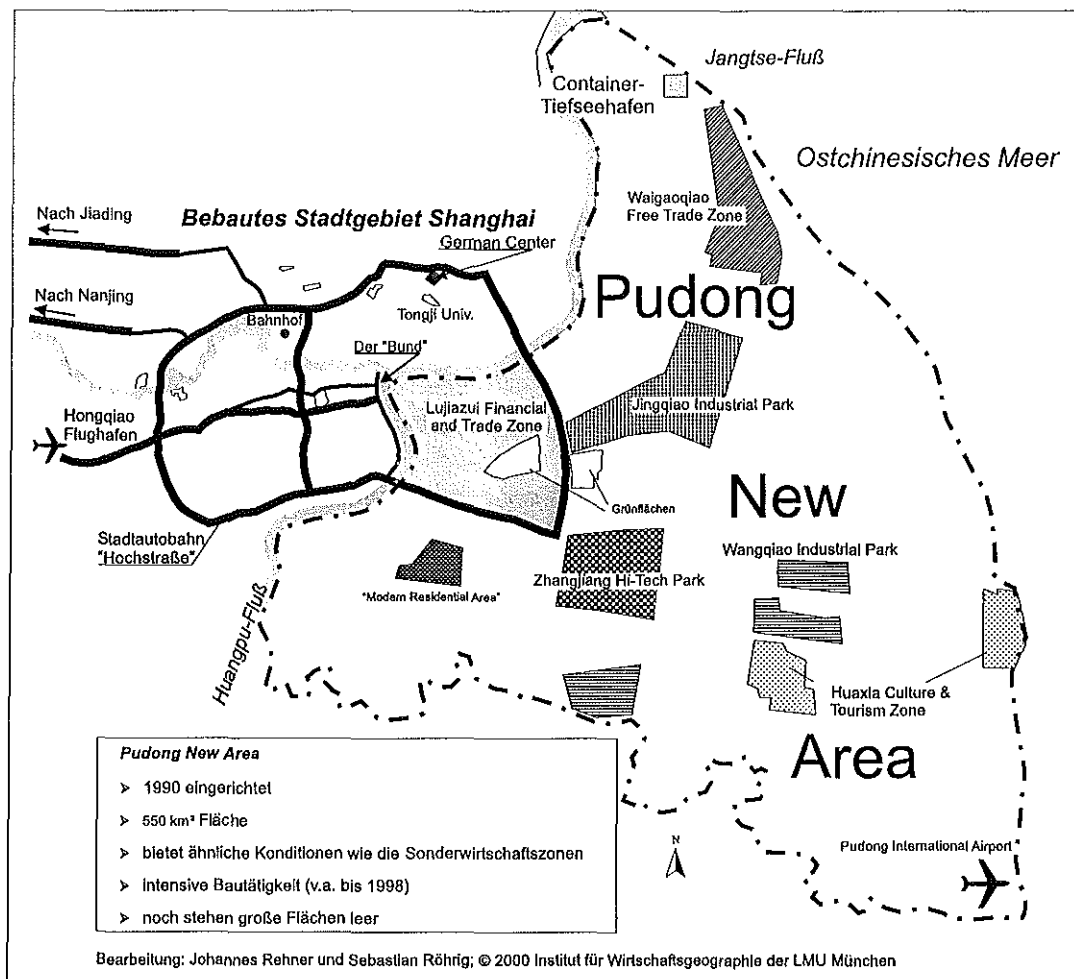 Jangtse-Fluß
Container-
Tiefseehafen
Ostchinesisches Meer
Waigaoqiao
Free Trade Zone
Nach Jiading
Bebautes Stadtgebiet Shanghai
German Center
Pudong
Nach Nanjing
Bahnhof
Tongji Univ.
Der "Bund"
Hongqiao
Flughafen
Lujiazui Financial
and Trade Zone
Jingqiao Industrial Park
Grünflächen
New
Stadtautobahn
"Hochstraße"
Wangqiao Industrial Park
Zhangjiang Hi-Tech Park
"Modern Residential Area"
Huangpu-Fluß
Huaxia Culture &
Tourism Zone
Area
Pudong New Area
➢ 1990 eingerichtet
➢ 550 km² Fläche
➢ bietet ähnliche Konditionen wie die Sonderwirtschaftszonen
➢ intensive Bautätigkeit (v.a. bis 1998)
➢ noch stehen große Flächen leer
N
Pudong International Airport
Bearbeitung: Johannes Rehner und Sebastian Röhrig; © 2000 Institut für Wirtschaftsgeographie der LMU München